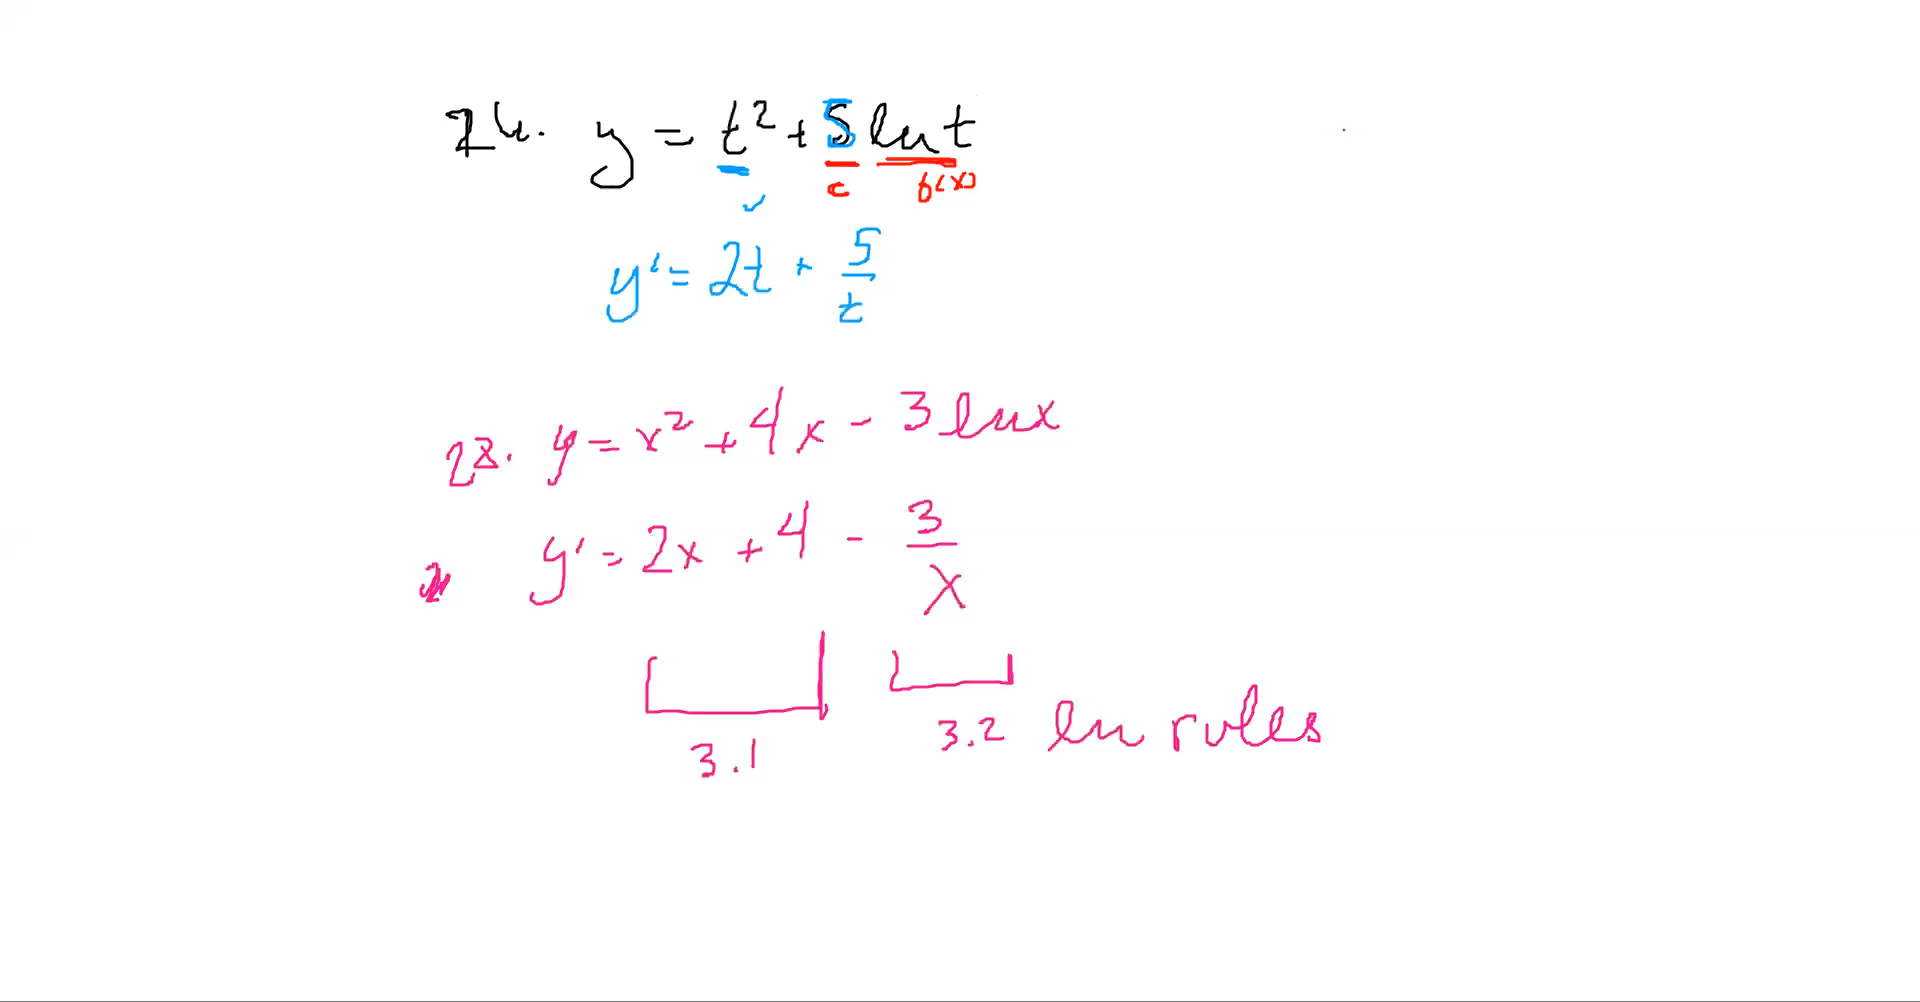 24. y = t² + 5 ln t
c f(x)
y' = 2t + 5/t
28. y = x² + 4x - 3 ln x
y' = 2x + 4 - 3/x
3.1 3.2 ln rules